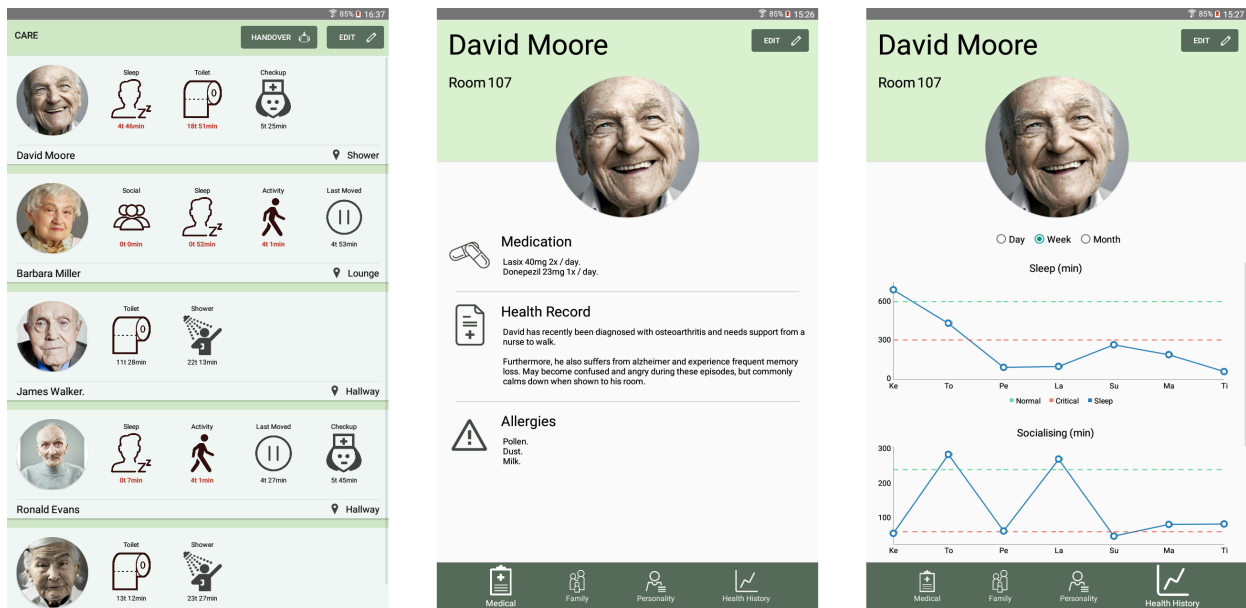 85% 16:37
CARE
HANDOVER
EDIT
Sleep
Toilet
Checkup
4t 46min
18t 51min
5t 25min
David Moore
Shower
Social
Sleep
Activity
Last Moved
0t 0min
0t 52min
4t 1min
4t 53min
Barbara Miller
Lounge
Toilet
Shower
11t 28min
22t 13min
James Walker.
Hallway
Sleep
Activity
Last Moved
Checkup
0t 7min
4t 1min
4t 27min
5t 45min
Ronald Evans
Hallway
Toilet
Shower
13t 12min
23t 27min
85% 15:26
David Moore
EDIT
Room 107
Medication
Lasix 40mg 2x / day.
Donepezil 23mg 1x / day.
Health Record
David has recently been diagnosed with osteoarthritis and needs support from a
nurse to walk.
Furthermore, he also suffers from alzheimer and experience frequent memory
loss. May become confused and angry during these episodes, but commonly
calms down when shown to his room.
Allergies
Pollen.
Dust.
Milk.
Medical
Family
Personality
Health History
85% 15:27
David Moore
EDIT
Room 107
Day
Week
Month
Sleep (min)
600
300
0
Ke To Pe La Su Ma Ti
Normal Critical Sleep
Socialising (min)
300
200
100
Ke To Pe La Su Ma Ti
Medical
Family
Personality
Health History